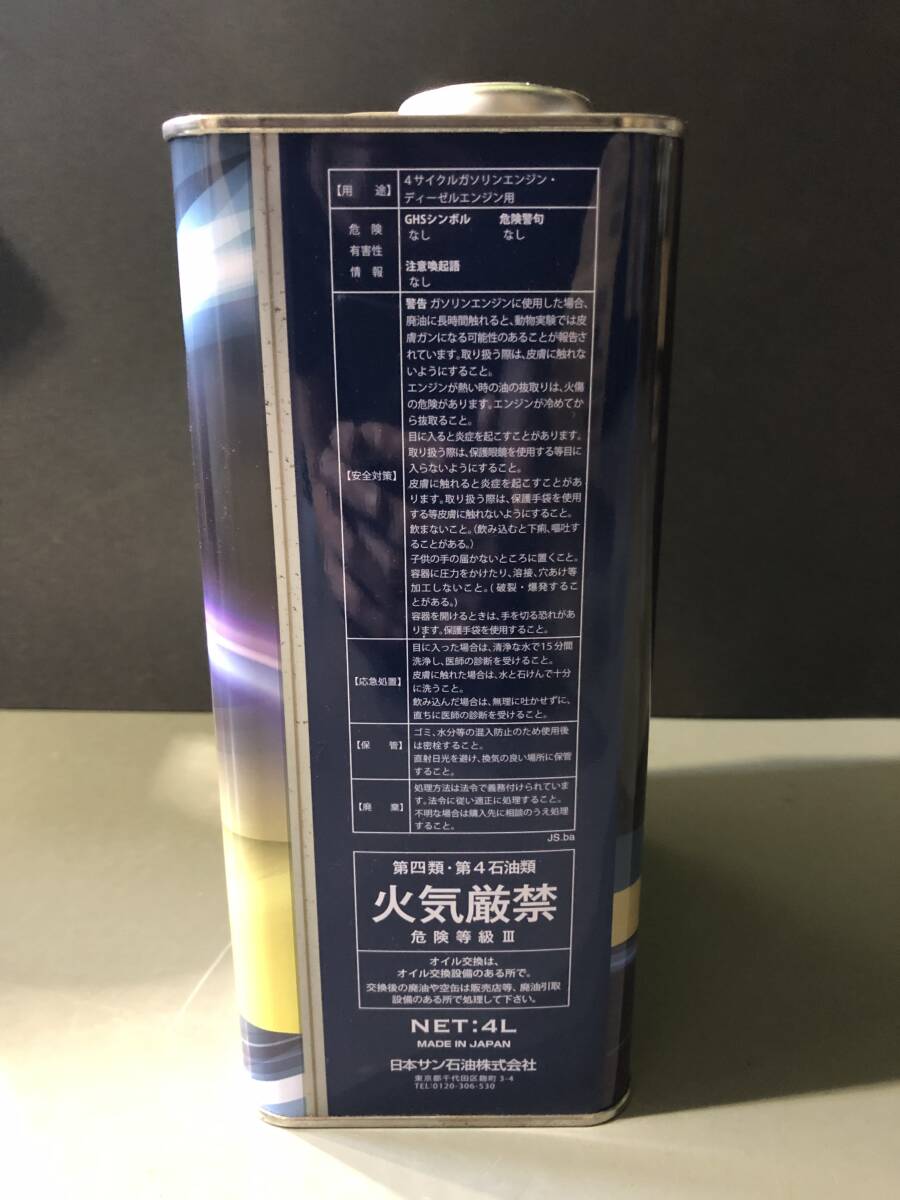 【用　途】
4サイクルガソリンエンジン・
ディーゼルエンジン用
危 険
有害性
情 報
GHSシンボル　危険警句
なし　なし
注意喚起語
なし
【安全対策】
警告 ガソリンエンジンに使用した場合、
廃油に長時間触れると、動物実験では皮
膚ガンになる可能性のあることが報告さ
れています。取り扱う際は、皮膚に触れな
いようにすること。
エンジンが熱い時の油の抜取りは、火傷
の危険があります。エンジンが冷めてか
ら抜取ること。
目に入ると炎症を起こすことがあります。
取り扱う際は、保護眼鏡を使用する等目に
入らないようにすること。
皮膚に触れると炎症を起こすことがあ
ります。取り扱う際は、保護手袋を使用
する等皮膚に触れないようにすること。
飲まないこと。（飲み込むと下痢、嘔吐す
ることがある。）
子供の手の届かないところに置くこと。
容器に圧力をかけたり、溶接、穴あけ等
加工しないこと。（破裂・爆発するこ
とがある。）
容器を開けるときは、手を切る恐れがあ
ります。保護手袋を使用すること。
【応急処置】
目に入った場合は、清浄な水で15分間
洗浄し、医師の診断を受けること。
皮膚に触れた場合は、水と石けんで十分
に洗うこと。
飲み込んだ場合は、無理に吐かせずに、
直ちに医師の診断を受けること。
【保　管】
ゴミ、水分等の混入防止のため使用後
は密栓すること。
直射日光を避け、換気の良い場所に保管
すること。
【廃　棄】
処理方法は法令で義務付けられていま
す。法令に従い適正に処理すること。
不明な場合は購入先に相談のうえ処理
すること。
JS.ba
第四類・第4石油類
火気厳禁
危険等級Ⅲ
オイル交換は、
オイル交換設備のある所で。
交換後の廃油や空缶は販売店等、廃油引取
設備のある所で処理して下さい。
NET:4L
MADE IN JAPAN
日本サン石油株式会社
東京都千代田区麹町 3-4
TEL:0120-306-530